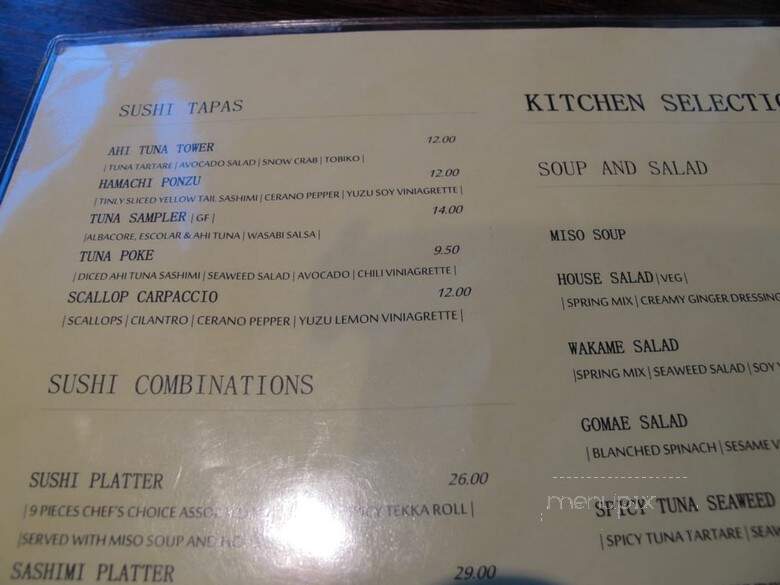 SUSHI TAPAS
AHI TUNA TOWER 12.00
| TUNA TARTARE | AVOCADO SALAD | SNOW CRAB | TOBIKO |
HAMACHI PONZU 12.00
| TINLY SLICED YELLOW TAIL SASHIMI | CERANO PEPPER | YUZU SOY VINIAGRETTE |
TUNA SAMPLER | GF | 14.00
|ALBACORE, ESCOLAR & AHI TUNA | WASABI SALSA |
TUNA POKE 9.50
| DICED AHI TUNA SASHIMI | SEAWEED SALAD | AVOCADO | CHILI VINIAGRETTE |
SCALLOP CARPACCIO 12.00
| SCALLOPS | CILANTRO | CERANO PEPPER | YUZU LEMON VINIAGRETTE |
SUSHI COMBINATIONS
SUSHI PLATTER 26.00
| 9 PIECES CHEF'S CHOICE TEKKA ROLL |
|SERVED WITH MISO SOUP AND
SASHIMI PLATTER 29.00
KITCHEN SELECTIO
SOUP AND SALAD
MISO SOUP
HOUSE SALAD | VEG |
| SPRING MIX | CREAMY GINGER DRESSING
WAKAME SALAD
|SPRING MIX | SEAWEED SALAD | SOY
GOMAE SALAD
| BLANCHED SPINACH | SESAME V
SPICY TUNA SEAWEED
| SPICY TUNA TARTARE | SEAW
menupix